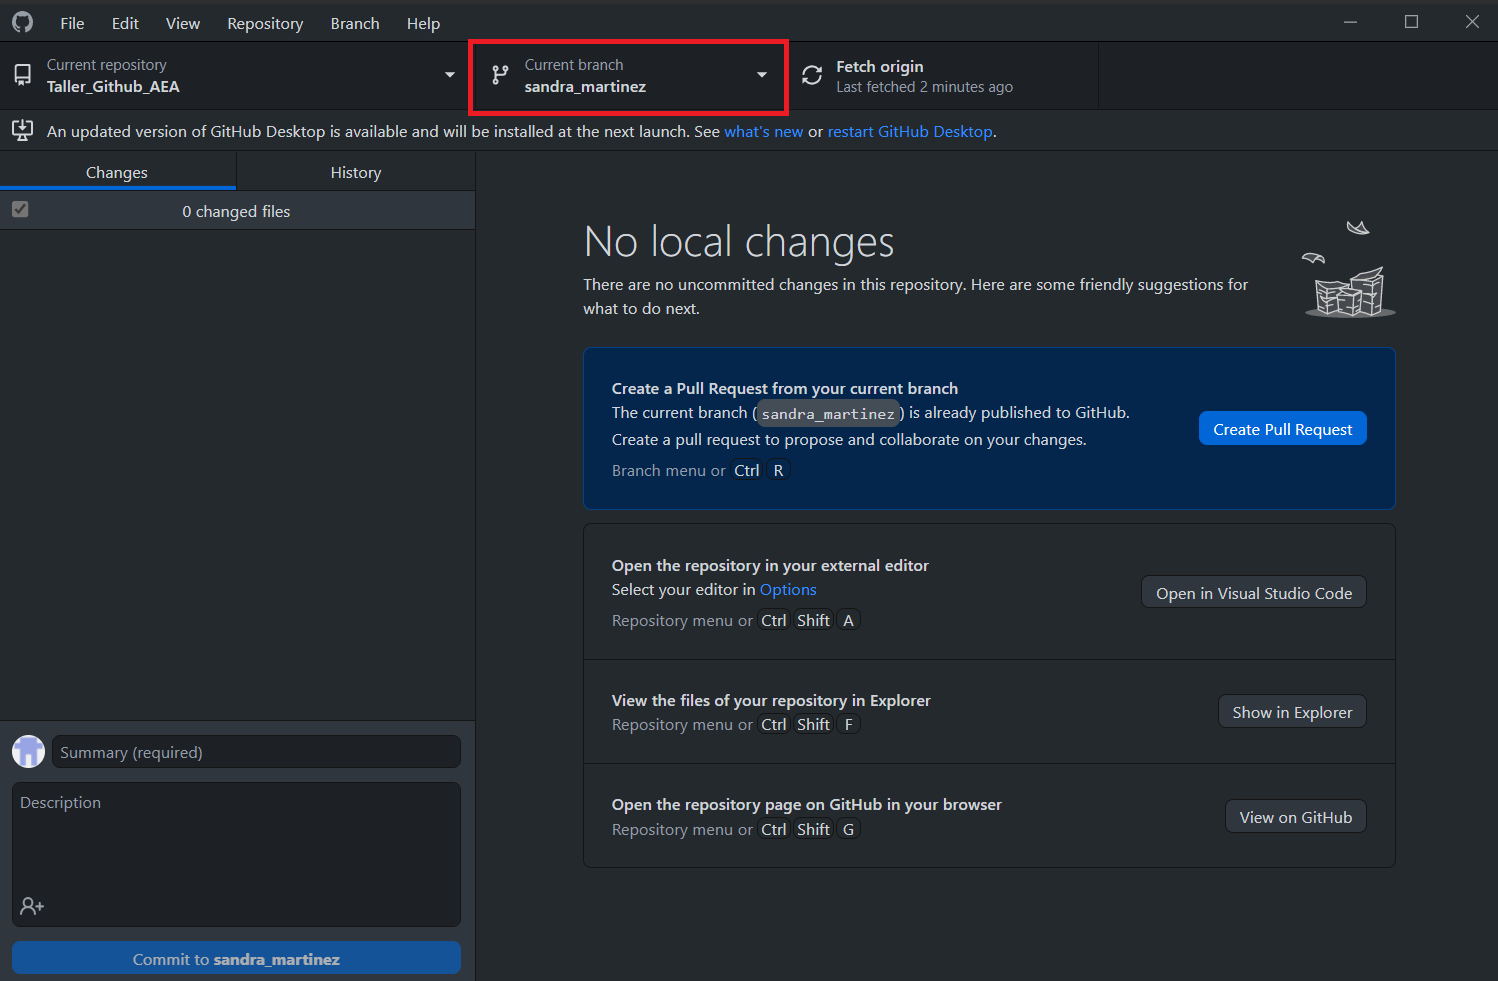 File Edit View Repository Branch Help
Current repository
Taller_Github_AEA
Current branch
sandra_martinez
Fetch origin
Last fetched 2 minutes ago
An updated version of GitHub Desktop is available and will be installed at the next launch. See what's new or restart GitHub Desktop.
Changes
History
0 changed files
No local changes
There are no uncommitted changes in this repository. Here are some friendly suggestions for
what to do next.
Create a Pull Request from your current branch
The current branch (sandra_martinez) is already published to GitHub.
Create a pull request to propose and collaborate on your changes.
Branch menu or Ctrl R
Create Pull Request
Open the repository in your external editor
Select your editor in Options
Repository menu or Ctrl Shift A
Open in Visual Studio Code
View the files of your repository in Explorer
Repository menu or Ctrl Shift F
Show in Explorer
Open the repository page on GitHub in your browser
Repository menu or Ctrl Shift G
View on GitHub
Summary (required)
Description
Commit to sandra_martinez